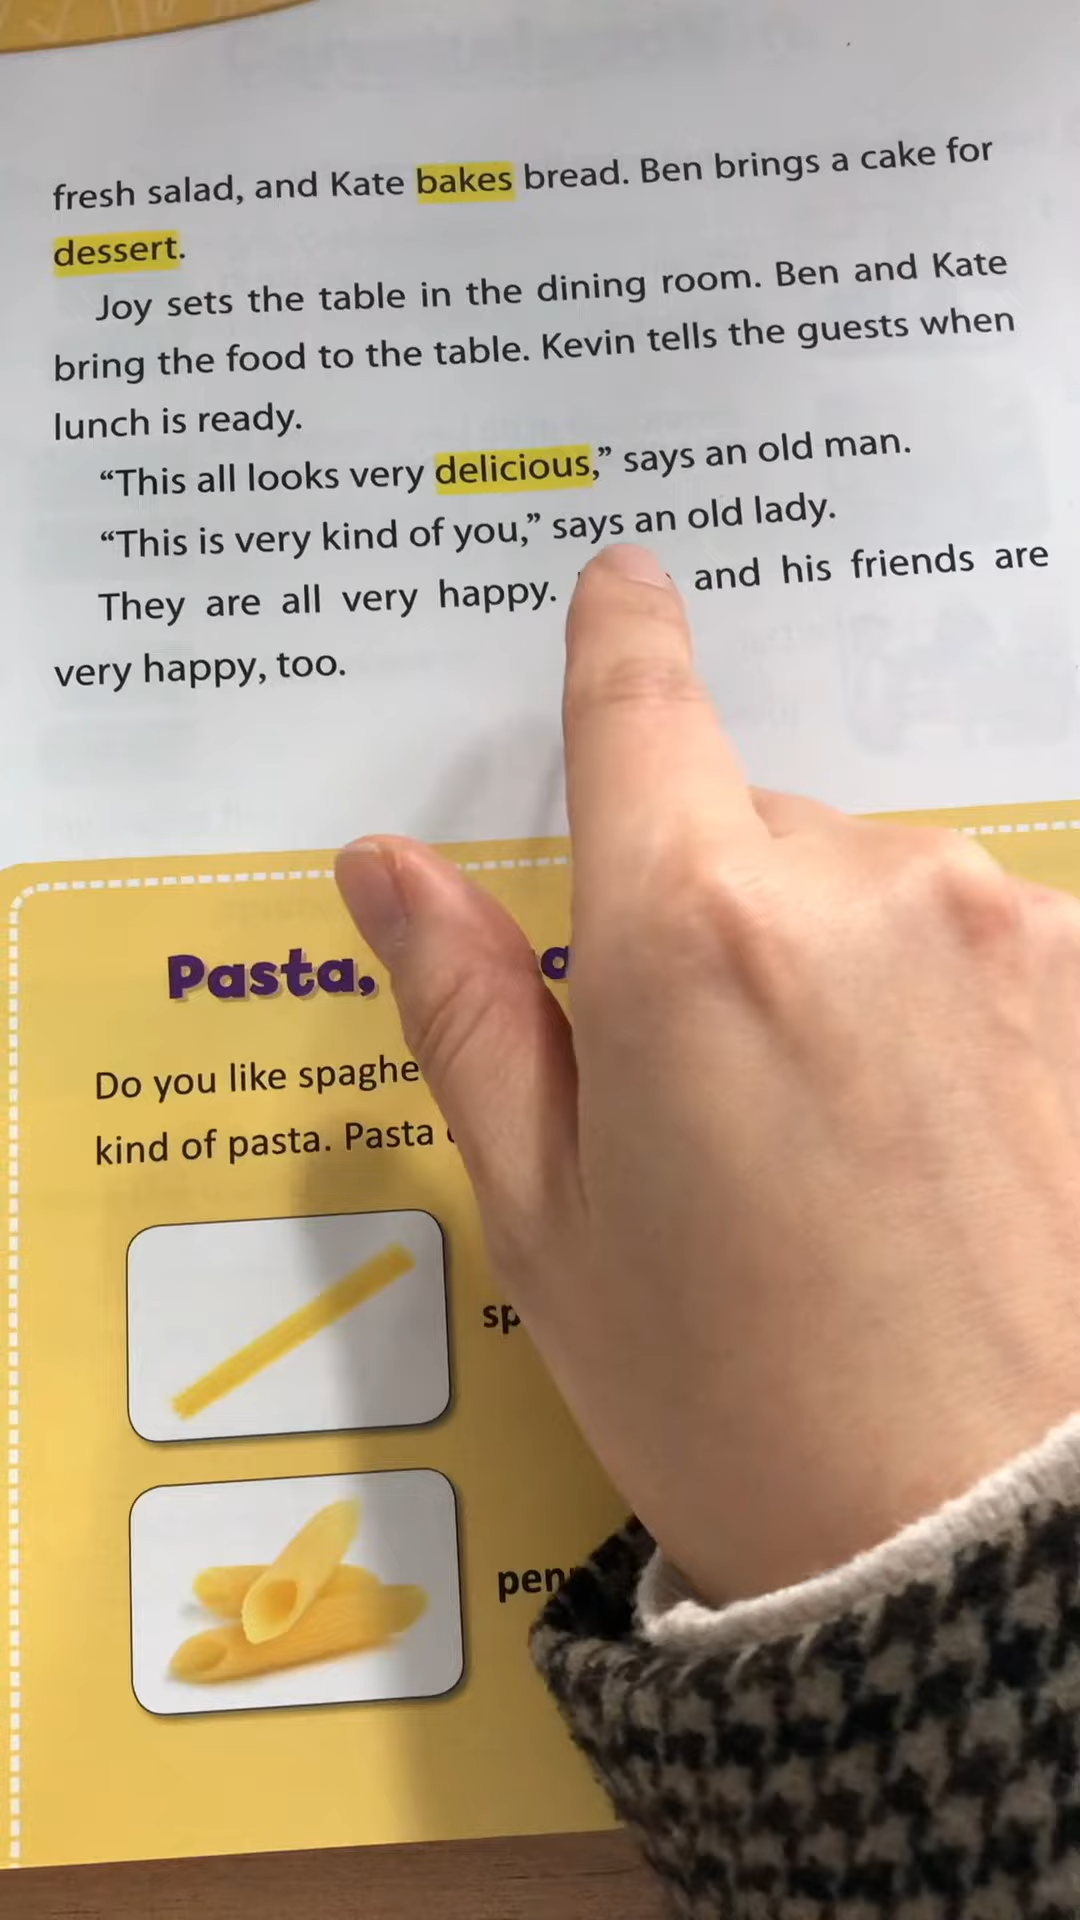 fresh salad, and Kate bakes bread. Ben brings a cake for
dessert.
Joy sets the table in the dining room. Ben and Kate
bring the food to the table. Kevin tells the guests when
lunch is ready.
“This all looks very delicious,” says an old man.
“This is very kind of you,” says an old lady.
They are all very happy. and his friends are
very happy, too.
Pasta,
Do you like
kind of pasta. Pasta